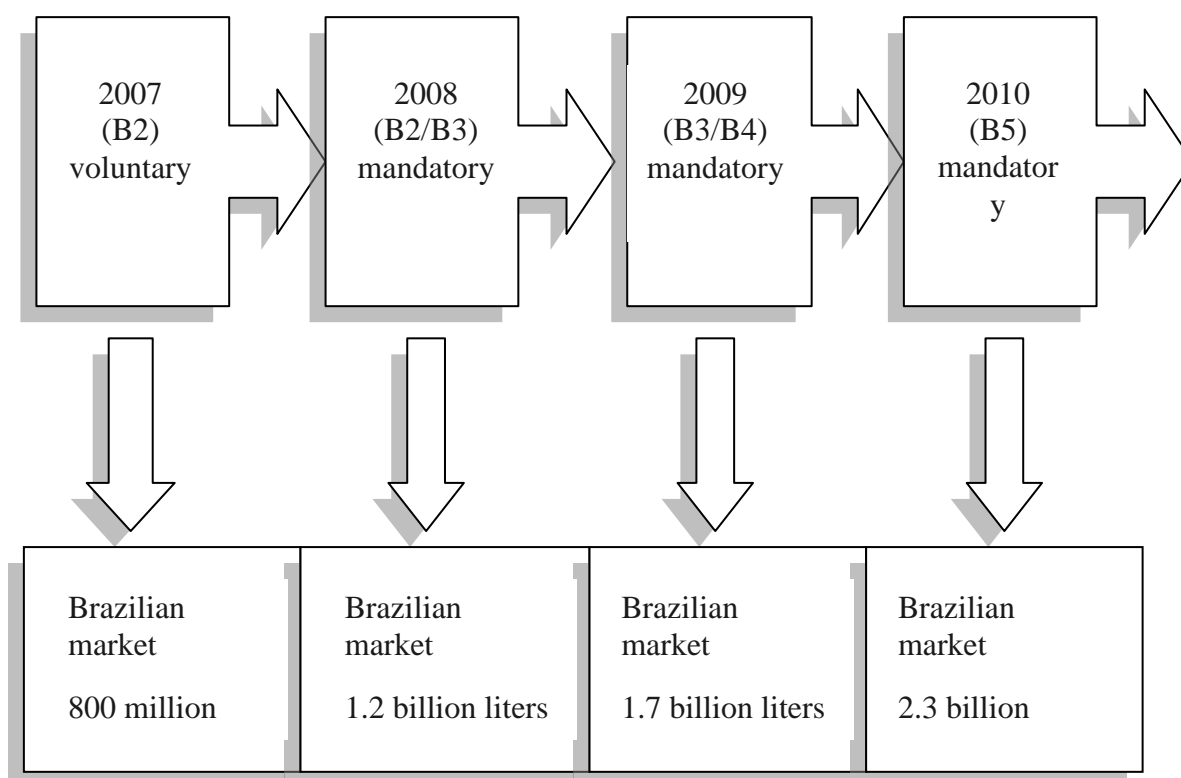 2007
(B2)
voluntary
2008
(B2/B3)
mandatory
2009
(B3/B4)
mandatory
2010
(B5)
mandator
y
Brazilian
market
800 million
Brazilian
market
1.2 billion liters
Brazilian
market
1.7 billion liters
Brazilian
market
2.3 billion